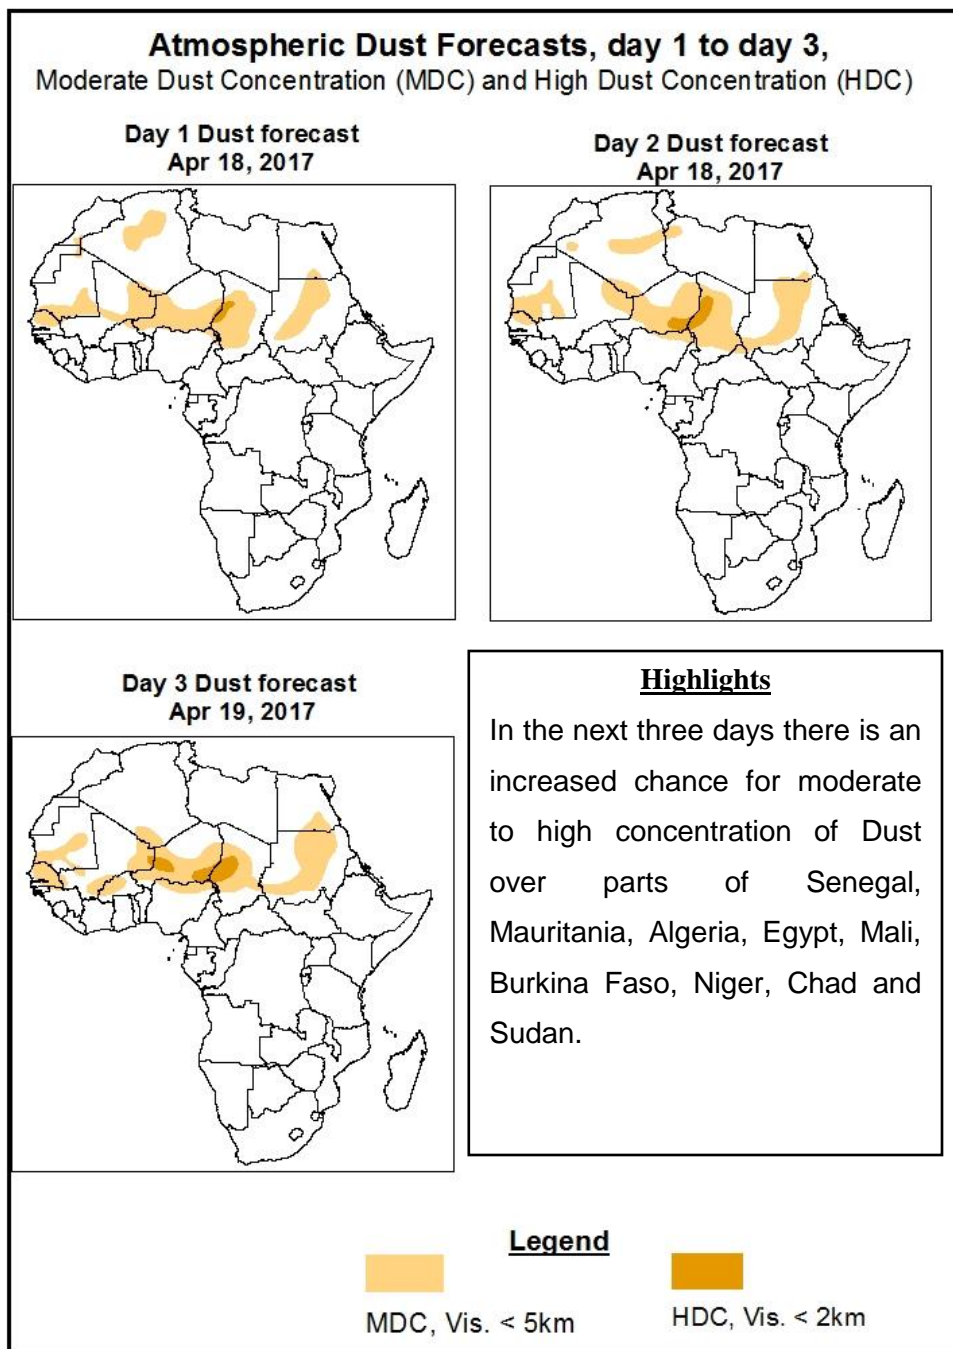 Atmospheric Dust Forecasts, day 1 to day 3,
Moderate Dust Concentration (MDC) and High Dust Concentration (HDC)
Day 1 Dust forecast
Apr 18, 2017
Day 2 Dust forecast
Apr 18, 2017
Day 3 Dust forecast
Apr 19, 2017
Highlights
In the next three days there is an
increased chance for moderate
to high concentration of Dust
over parts of Senegal,
Mauritania, Algeria, Egypt, Mali,
Burkina Faso, Niger, Chad and
Sudan.
Legend
MDC, Vis. < 5km
HDC, Vis. < 2km